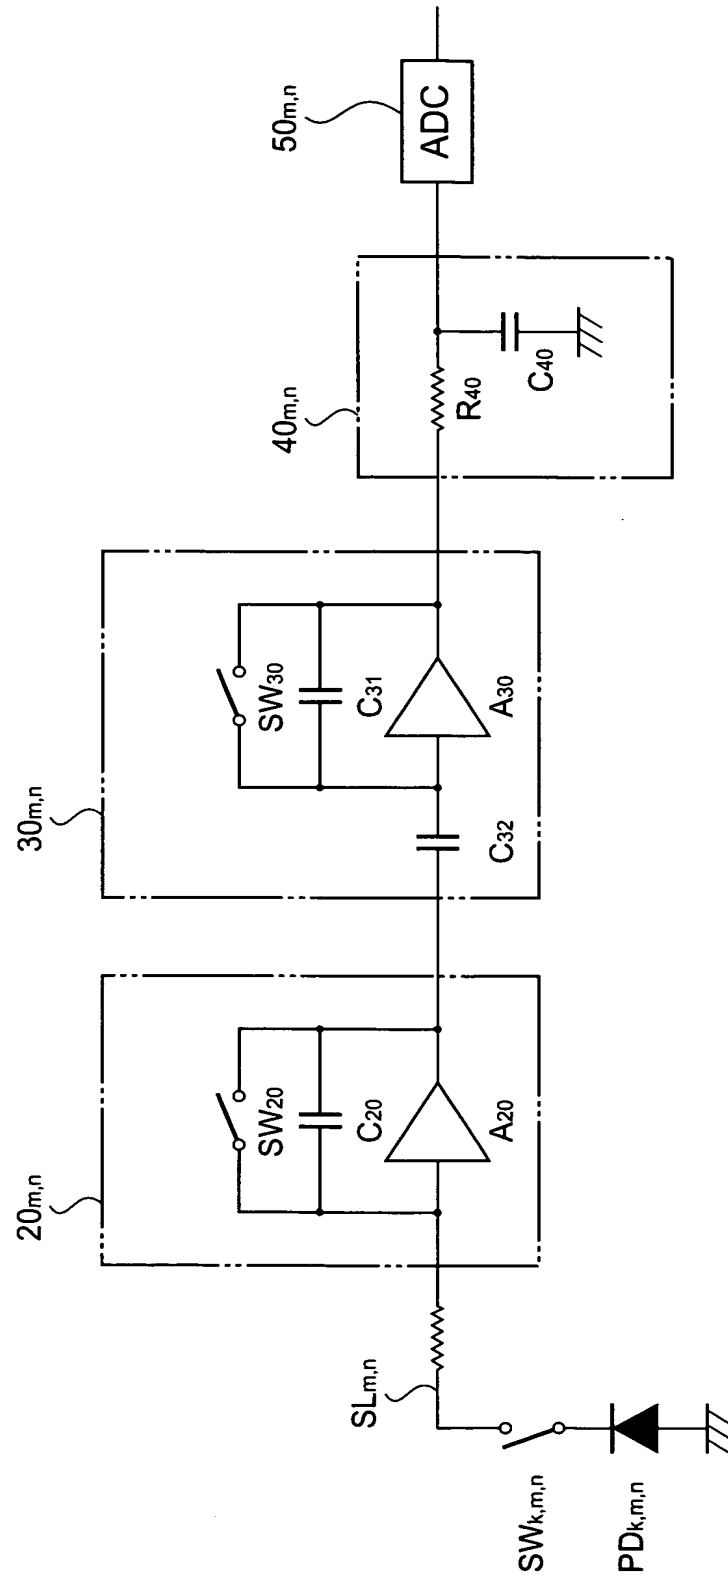 50m,n
ADC
40m,n
R40
C40
30m,n
SW30
C31
A30
C32
20m,n
SW20
C20
A20
SLm,n
SWk,m,n
PDk,m,n